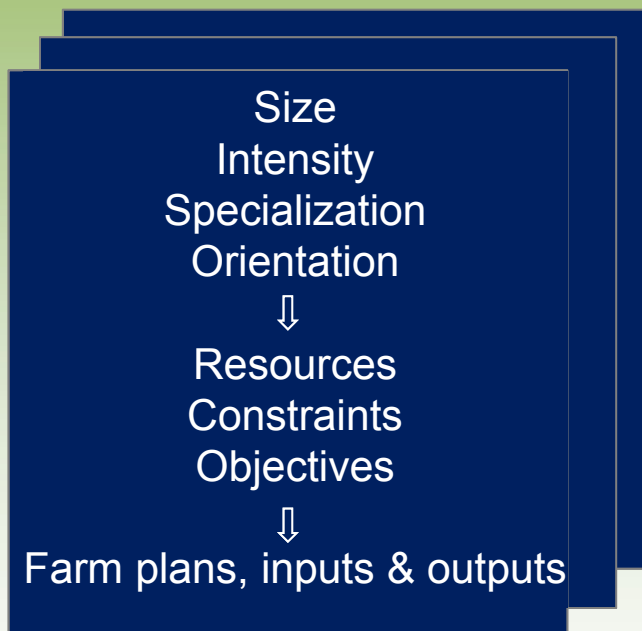 Size
Intensity
Specialization
Orientation
⇩
Resources
Constraints
Objectives
⇩
Farm plans, inputs & outputs